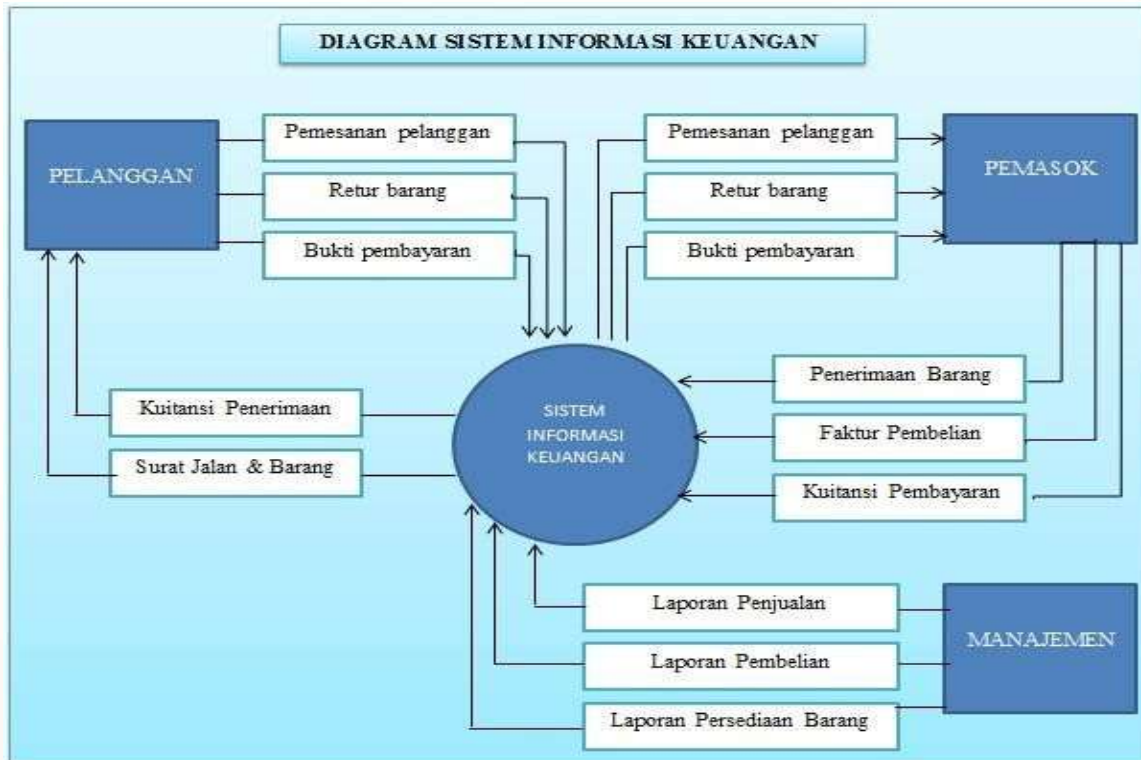 DIAGRAM SISTEM INFORMASI KEUANGAN
PELANGGAN
Pemesanan pelanggan
Retur barang
Bukti pembayaran
Pemesanan pelanggan
Retur barang
Bukti pembayaran
PEMASOK
Kuitansi Penerimaan
Surat Jalan & Barang
SISTEM
INFORMASI
KEUANGAN
Penerimaan Barang
Faktur Pembelian
Kuitansi Pembayaran
Laporan Penjualan
Laporan Pembelian
Laporan Persediaan Barang
MANAJEMEN